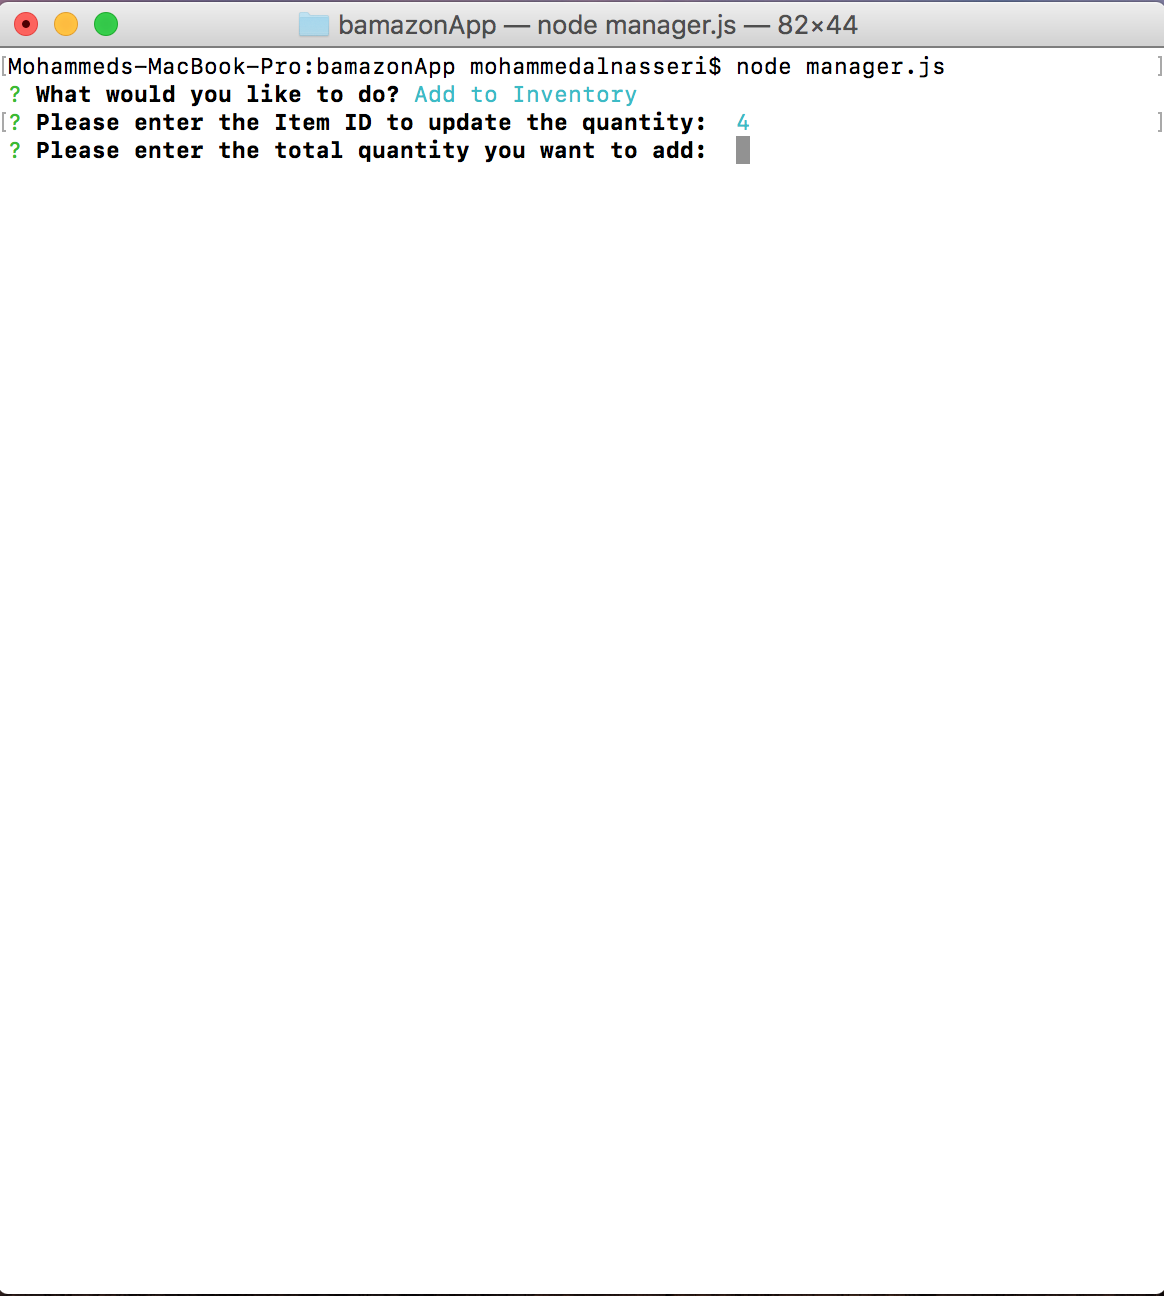 bamazonApp — node manager.js — 82×44
[Mohammeds-MacBook-Pro:bamazonApp mohammedalnasseri$ node manager.js ]
? What would you like to do? Add to Inventory
[? Please enter the Item ID to update the quantity:  4 ]
? Please enter the total quantity you want to add: